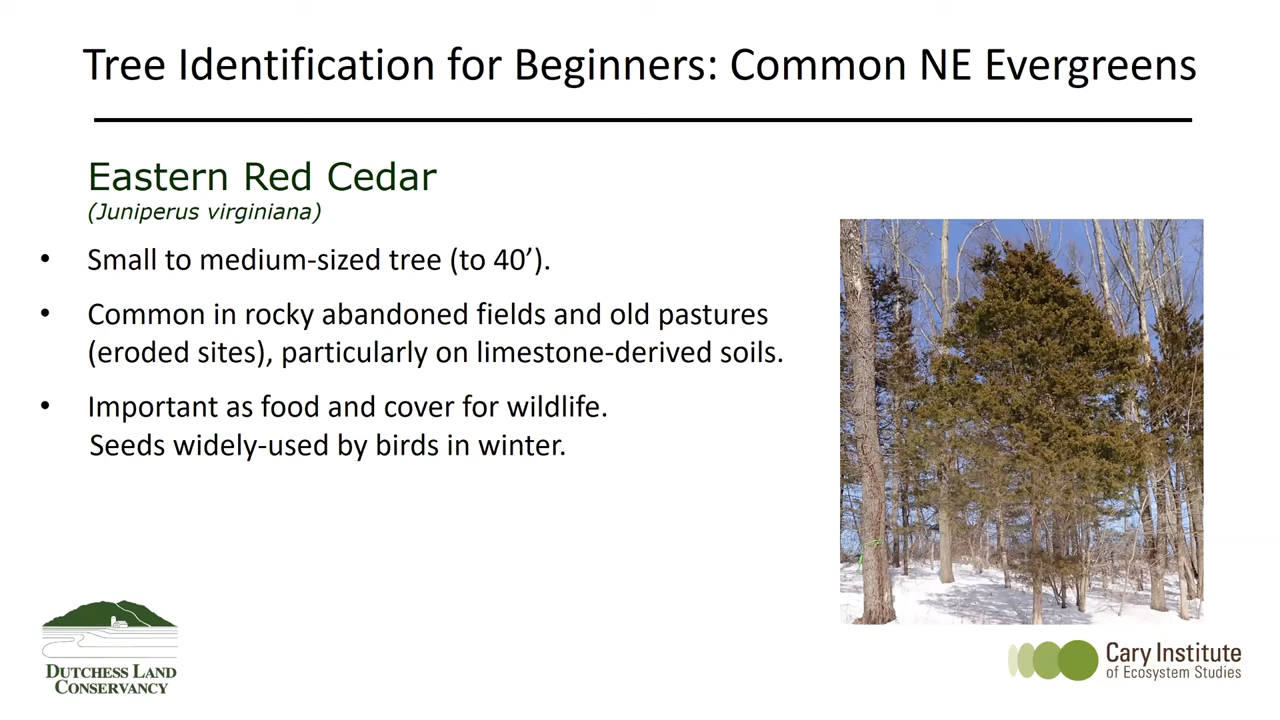 Tree Identification for Beginners: Common NE Evergreens
Eastern Red Cedar
(Juniperus virginiana)
• Small to medium-sized tree (to 40’).
• Common in rocky abandoned fields and old pastures
(eroded sites), particularly on limestone-derived soils.
• Important as food and cover for wildlife.
Seeds widely-used by birds in winter.
DUTCHESS LAND
CONSERVANCY
Cary Institute
of Ecosystem Studies